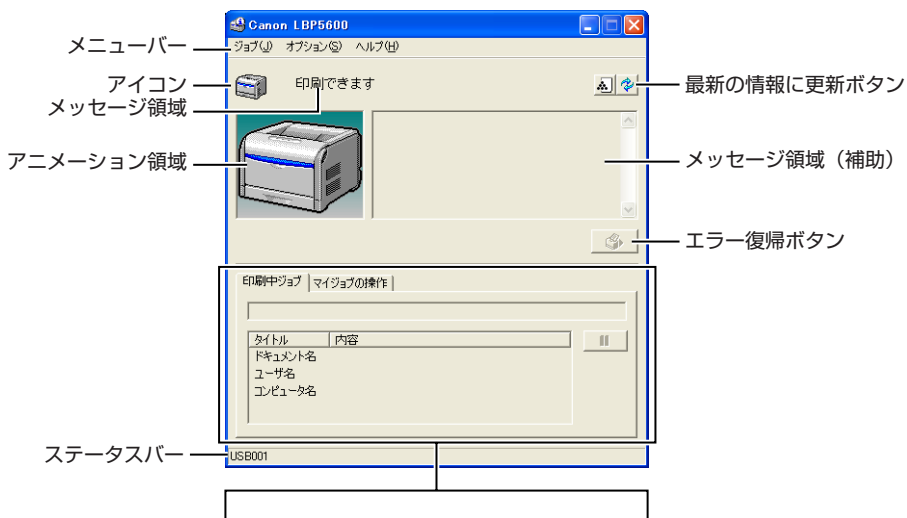 Canon LBP5600
ジョブ(J) オプション(S) ヘルプ(H)
メニューバー
アイコン
印刷できます
最新の情報に更新ボタン
メッセージ領域
アニメーション領域
メッセージ領域（補助）
エラー復帰ボタン
印刷中ジョブ マイジョブの操作
タイトル 内容
ドキュメント名
ユーザ名
コンピュータ名
ステータスバー
USB001